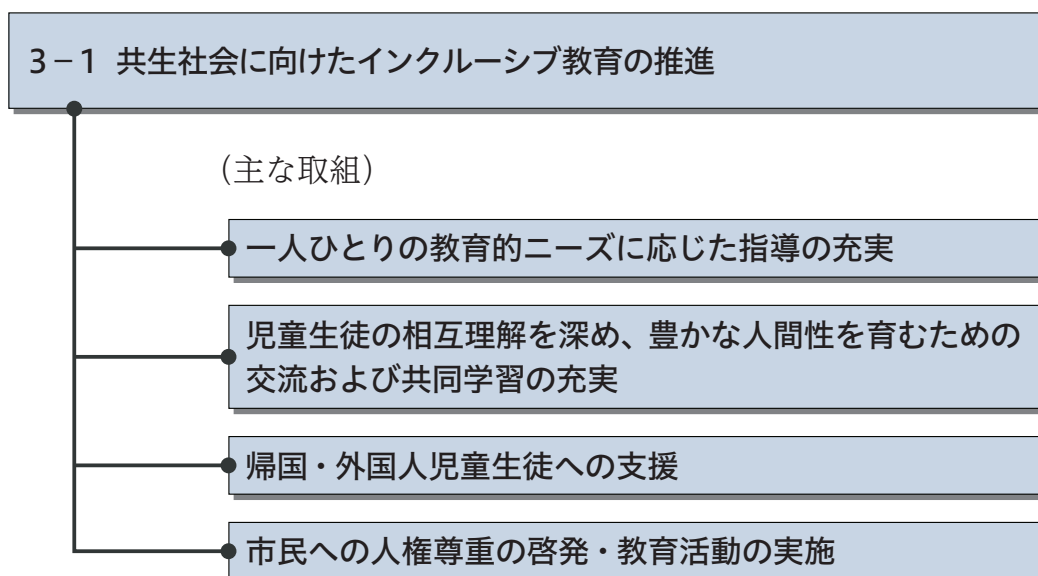 3-1 共生社会に向けたインクルーシブ教育の推進
(主な取組)
一人ひとりの教育的ニーズに応じた指導の充実
児童生徒の相互理解を深め、豊かな人間性を育むための
交流および共同学習の充実
帰国・外国人児童生徒への支援
市民への人権尊重の啓発・教育活動の実施